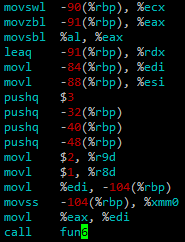 movswl -90(%rbp), %ecx
movzbl -91(%rbp), %eax
movsbl %al, %eax
leaq -91(%rbp), %rdx
movl -84(%rbp), %edi
movl -88(%rbp), %esi
pushq $3
pushq -32(%rbp)
pushq -40(%rbp)
pushq -48(%rbp)
movl $2, %r9d
movl $1, %r8d
movl %edi, -104(%rbp)
movss -104(%rbp), %xmm0
movl %eax, %edi
call fun6